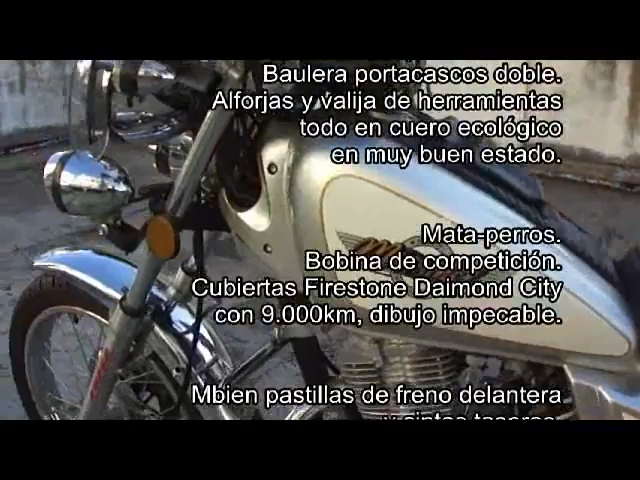 Baulera portacascos doble.
Alforjas y valija de herramientas
todo en cuero ecológico
en muy buen estado.
Mata-perros.
Bobina de competición.
Cubiertas Firestone Daimond City
con 9.000km, dibujo impecable.
Mbien pastillas de freno delantera